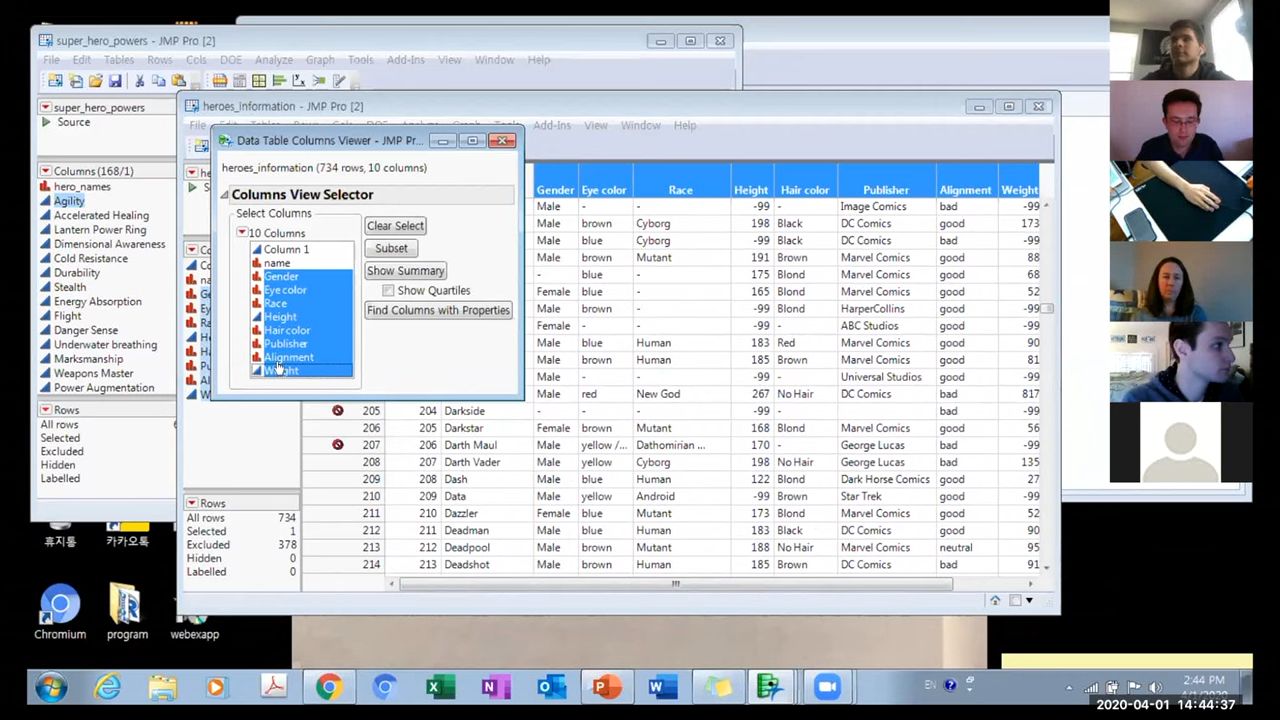 super_hero_powers - JMP Pro [2]
File Edit Tables Rows Cols DOE Analyze Graph Tools Add-Ins View Window Help
super_hero_powers
Source
Columns (168/1)
hero_names
Agility
Accelerated Healing
Lantern Power Ring
Dimensional Awareness
Cold Resistance
Durability
Stealth
Energy Absorption
Flight
Danger Sense
Underwater breathing
Marksmanship
Weapons Master
Power Augmentation
Rows
All rows
Selected
Excluded
Hidden
Labelled
heroes_information - JMP Pro [2]
File Edit Tables Rows Cols DOE Analyze Graph Tools Add-Ins View Window Help
Data Table Columns Viewer - JMP Pr...
heroes_information (734 rows, 10 columns)
Columns View Selector
Select Columns
10 Columns
Column 1
name
Gender
Eye color
Race
Height
Hair color
Publisher
Alignment
Weight
Clear Select
Subset
Show Summary
Show Quartiles
Find Columns with Properties
Gender Eye color Race Height Hair color Publisher Alignment Weight
Male - - -99 - Image Comics bad -99
Male brown Cyborg 198 Black DC Comics good 173
Male blue Cyborg -99 Black DC Comics bad -99
Male brown Mutant 191 Brown Marvel Comics good 88
- blue - 175 Blond Marvel Comics good 68
Female blue - 165 Blond Marvel Comics good 52
Male brown - -99 Blond HarperCollins good -99
Female - - -99 - ABC Studios good -99
Male blue Human 183 Red Marvel Comics good 90
Male brown Human 185 Brown Marvel Comics good 81
Male - - -99 - Universal Studios bad -99
Male red New God 267 No Hair DC Comics bad 817
205 204 Darkside - - - -99 - bad -99
206 205 Darkstar Female brown Mutant 168 Blond Marvel Comics good 56
207 206 Darth Maul Male yellow /... Dathomirian ... 170 - George Lucas bad -99
208 207 Darth Vader Male yellow Cyborg 198 No Hair George Lucas bad 135
209 208 Dash Male blue Human 122 Blond Dark Horse Comics good 27
210 209 Data Male yellow Android -99 Brown Star Trek good -99
211 210 Dazzler Female blue Mutant 173 Blond Marvel Comics good 52
212 211 Deadman Male blue Human 183 Black DC Comics good 90
213 212 Deadpool Male brown Mutant 188 No Hair Marvel Comics neutral 95
214 213 Deadshot Male brown Human 185 Brown DC Comics bad 91
Rows
All rows 734
Selected 1
Excluded 378
Hidden 0
Labelled 0
휴지통
카카오톡
Chromium
program
webexapp
EN
2:44 PM
4/1/2020
2020-04-01 14:44:37